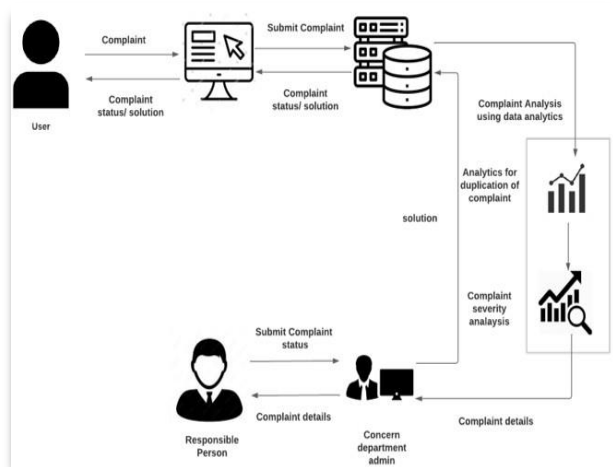 Complaint
Submit Complaint
Complaint
status/ solution
Complaint
status/ solution
User
Complaint Analysis
using data analytics
Analytics for
duplication of
complaint
solution
Complaint
severity
analaysis
Submit Complaint
status
Complaint details
Complaint details
Responsible
Person
Concern
department
admin